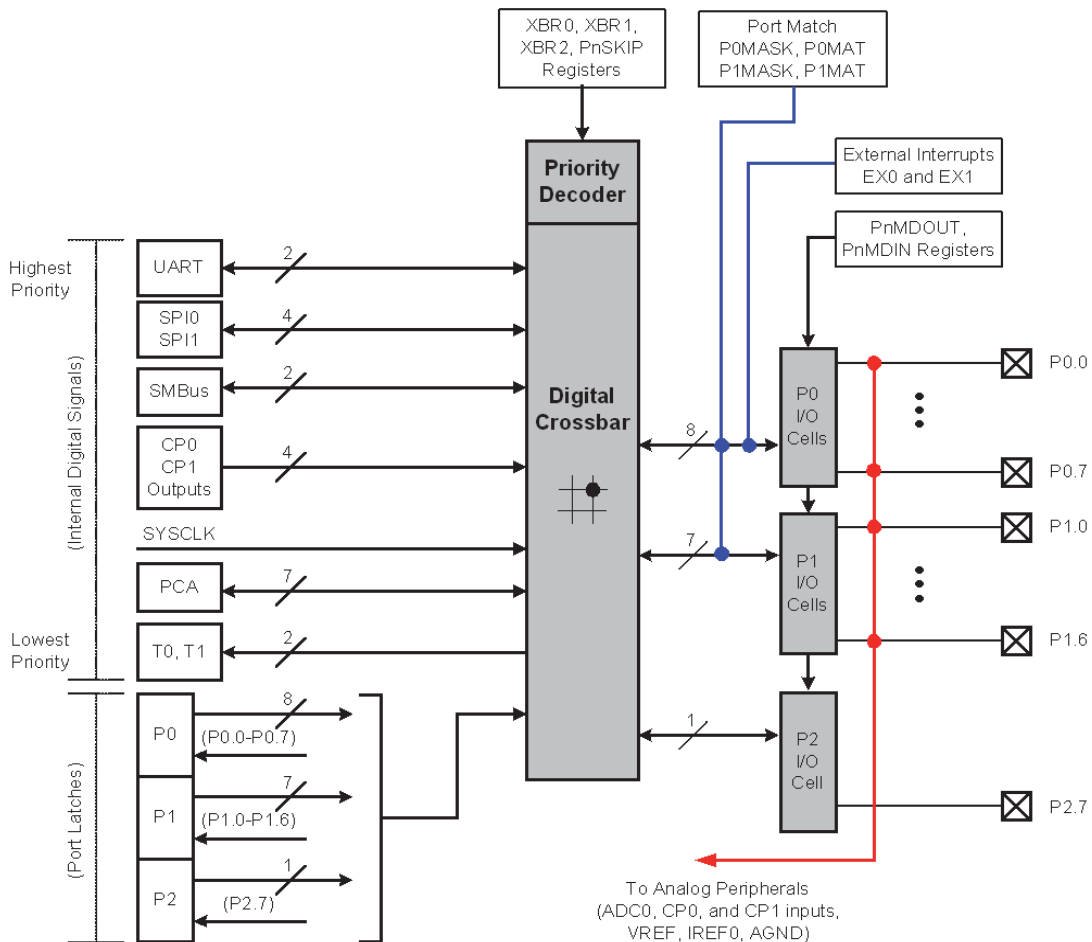 XBR0, XBR1,
XBR2, PnSKIP
Registers
Port Match
P0MASK, P0MAT
P1MASK, P1MAT
External Interrupts
EX0 and EX1
PnMDOUT,
PnMDIN Registers
Priority
Decoder
Digital
Crossbar
Highest
Priority
(Internal Digital Signals)
Lowest
Priority
(Port Latches)
UART
2
SPI0
SPI1
4
SMBus
2
CP0
CP1
Outputs
4
SYSCLK
PCA
7
T0, T1
2
P0
8
(P0.0-P0.7)
P1
7
(P1.0-P1.6)
P2
1
(P2.7)
8
7
1
P0
I/O
Cells
P1
I/O
Cells
P2
I/O
Cell
P0.0
P0.7
P1.0
P1.6
P2.7
To Analog Peripherals
(ADC0, CP0, and CP1 inputs,
VREF, IREF0, AGND)